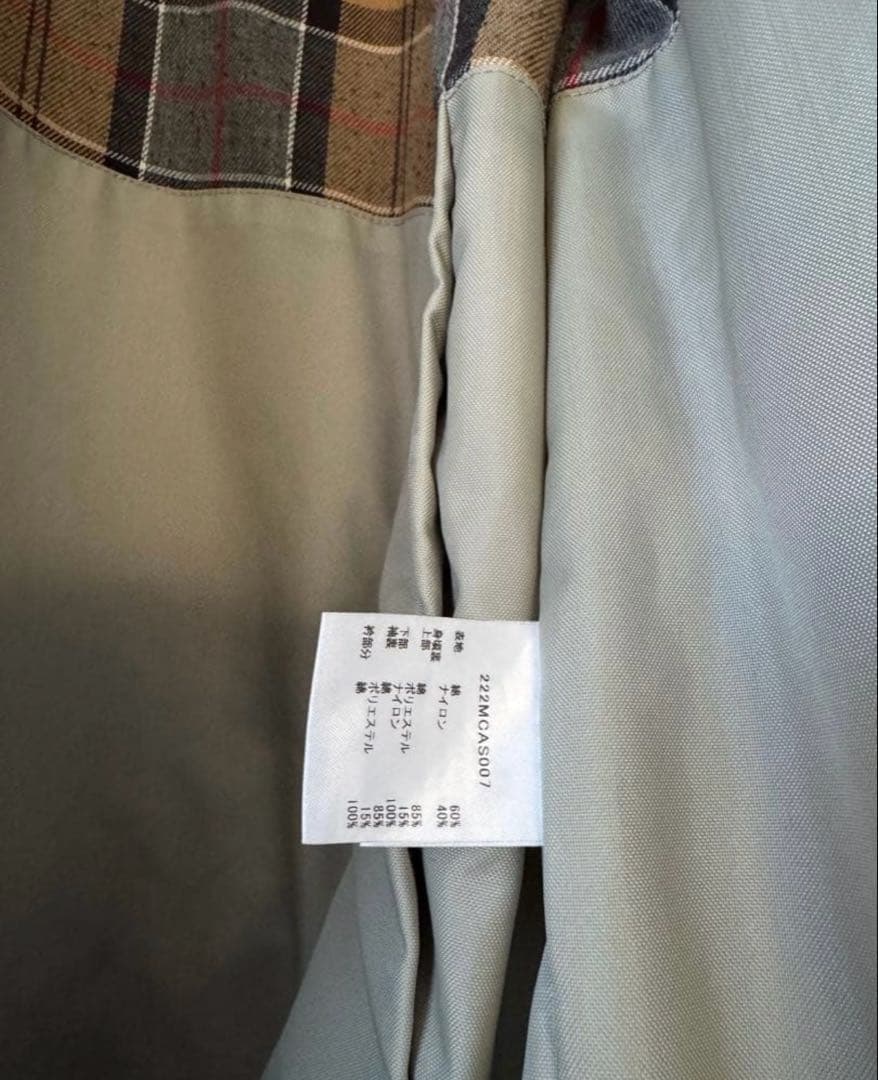 222MCAS007
表地 綿 60%
ナイロン 40%
身頃裏
上部 綿 85%
ポリエステル 15%
下部 ナイロン 100%
袖裏 綿 85%
ポリエステル 15%
衿部分 綿 100%